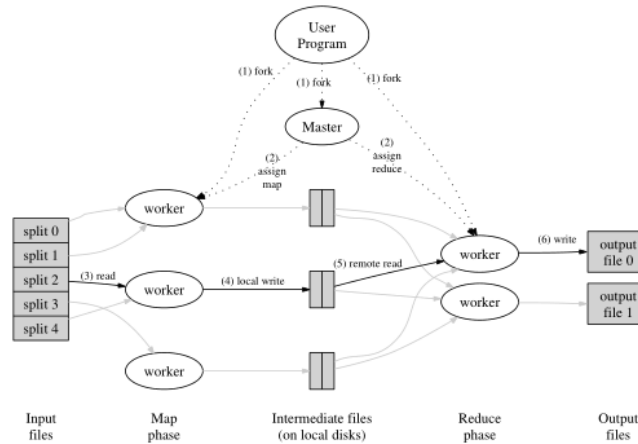 User
Program
(1) fork
(1) fork
(1) fork
Master
(2)
assign
map
(2)
assign
reduce
split 0
split 1
split 2
split 3
split 4
(3) read
worker
worker
worker
(4) local write
(5) remote read
worker
worker
(6) write
output
file 0
output
file 1
Input
files
Map
phase
Intermediate files
(on local disks)
Reduce
phase
Output
files